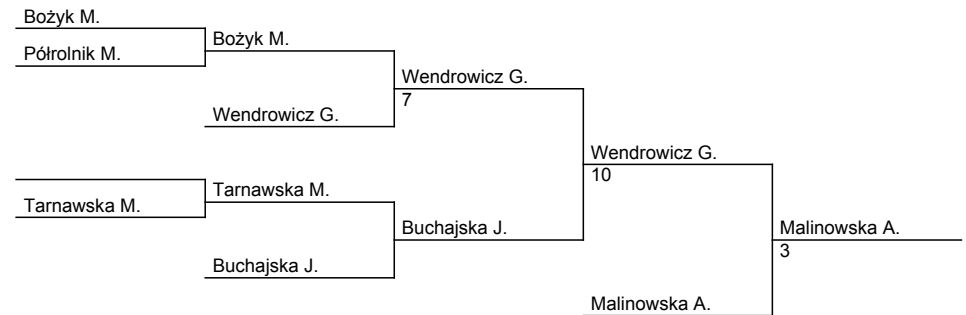 Bożyk M.
Bożyk M.
Półrolnik M.
Wendrowicz G.
7
Wendrowicz G.
Wendrowicz G.
10
Tarnawska M.
Tarnawska M.
Buchajska J.
Malinowska A.
3
Buchajska J.
Malinowska A.